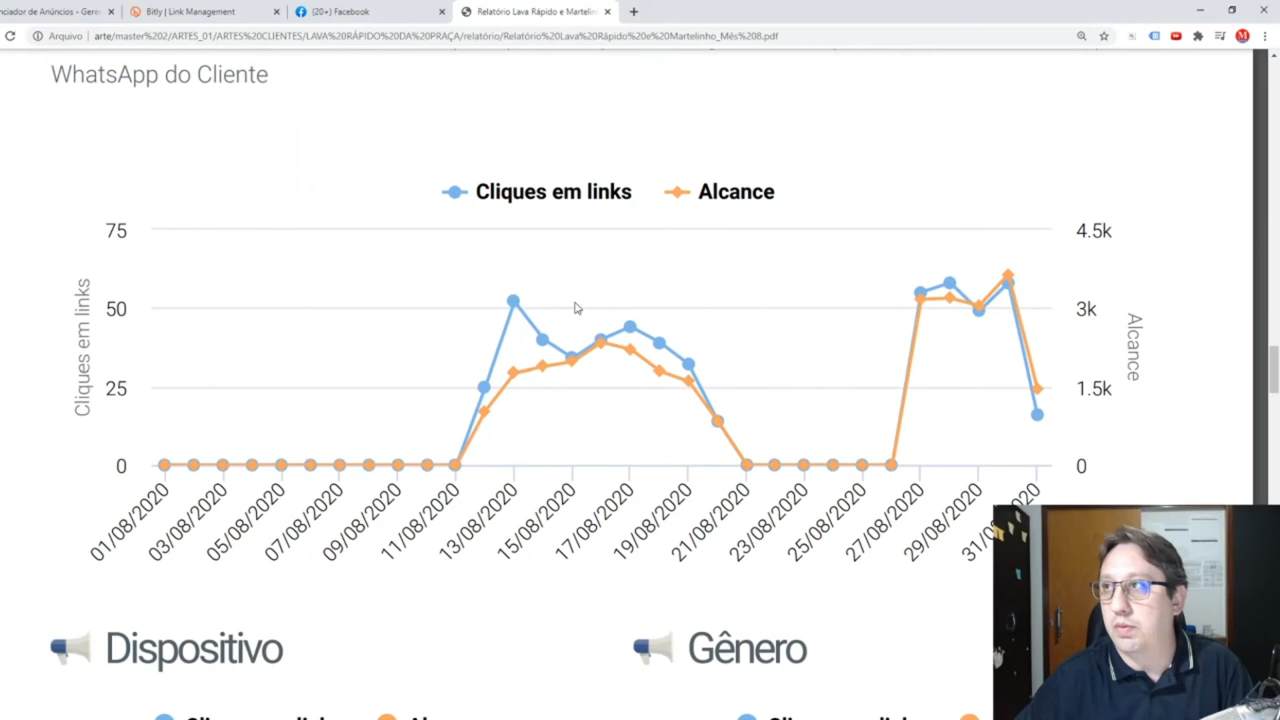 nciador de Anúncios - Geren
Bitly | Link Management
(20+) Facebook
Relatório Lava Rápido e Martelin
Arquivo | arte/master%202/ARTES_01/ARTES%20CLIENTES/LAVA%20RÁPIDO%20DA%20PRAÇA/relatório/Relatório%20Lava%20Rápido%20e%20Martelinho_Mês%208.pdf
WhatsApp do Cliente
Cliques em links Alcance
75 4.5k
50 3k
25 1.5k
0 0
Cliques em links
Alcance
01/08/2020 03/08/2020 05/08/2020 07/08/2020 09/08/2020 11/08/2020 13/08/2020 15/08/2020 17/08/2020 19/08/2020 21/08/2020 23/08/2020 25/08/2020 27/08/2020 29/08/2020 31/ 2020
Dispositivo
Gênero